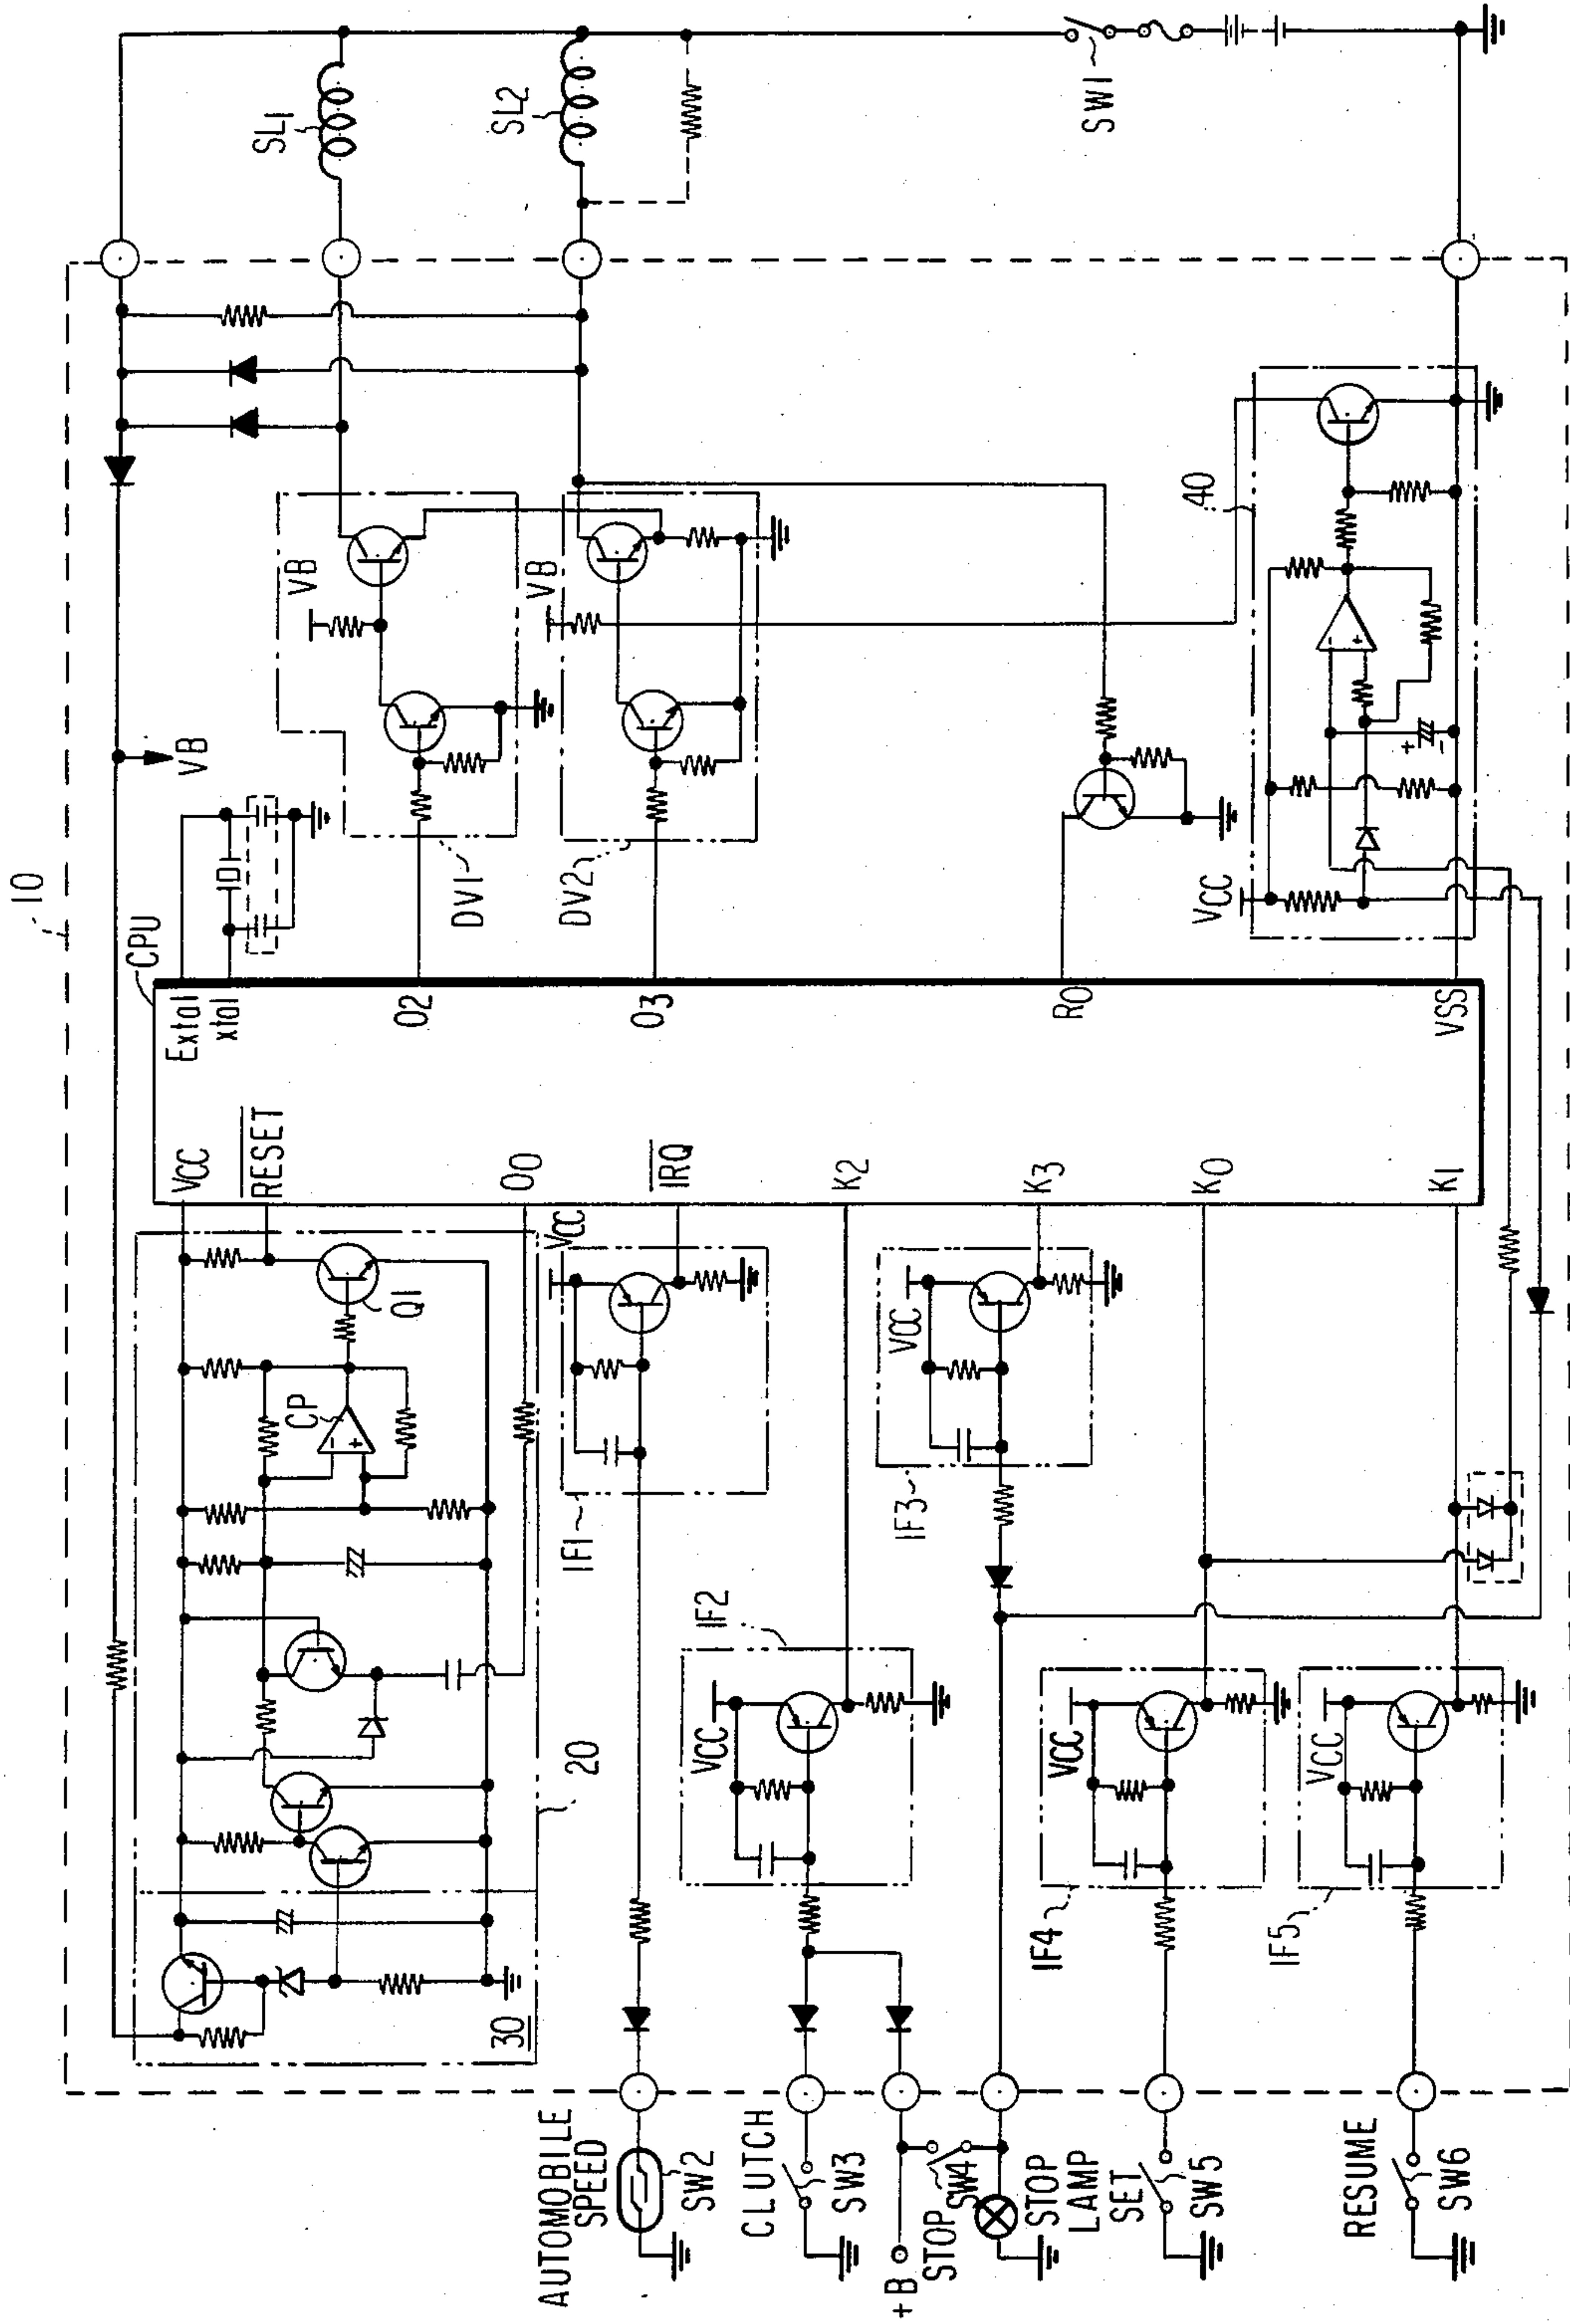 10
SL1
SL2
SW1
VB
CPU
VB
VB
DV1
DV2
40
VCC
Extal
xtal
O2
O3
R0
VSS
VCC
RESET
O0
IRQ
K2
K3
K0
K1
Q1
CP
VCC
IF1
VCC
IF3
IF2
20
30
VCC
VCC
IF4
VCC
IF5
AUTOMOBILE
SPEED
SW2
CLUTCH
SW3
+B
STOP
SW4
STOP
LAMP
SET
SW5
RESUME
SW6